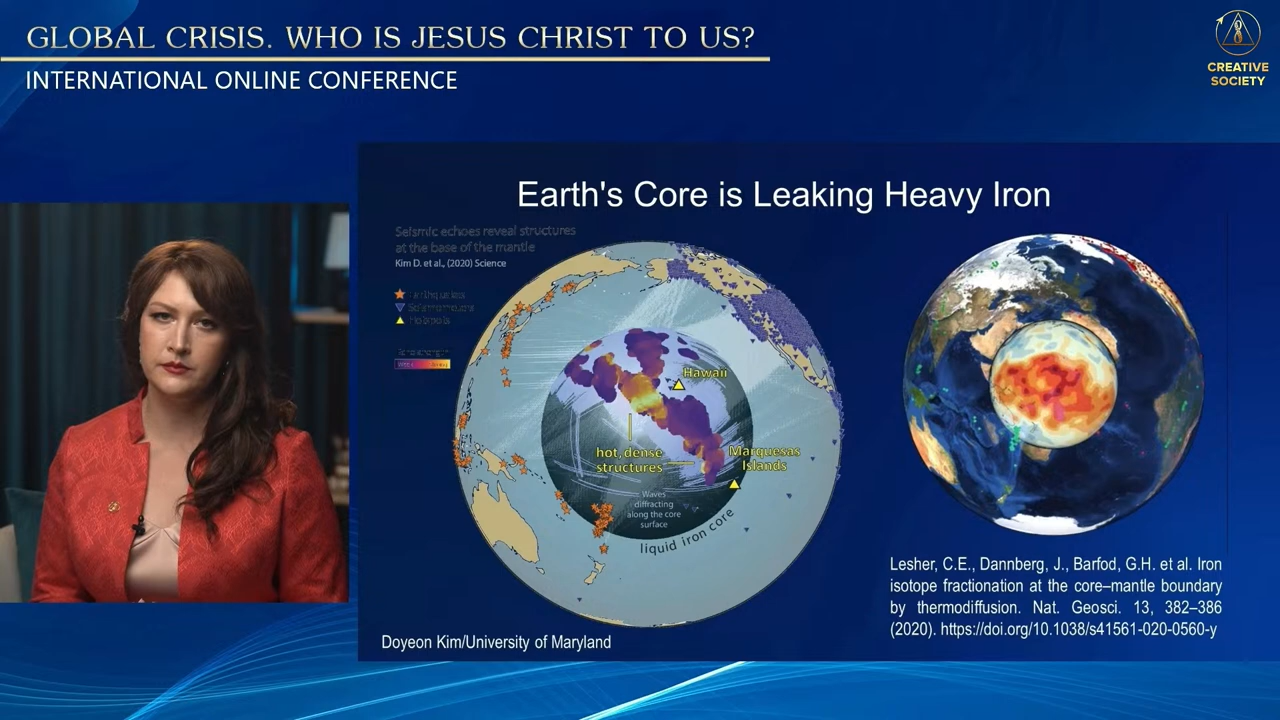 GLOBAL CRISIS. WHO IS JESUS CHRIST TO US?
INTERNATIONAL ONLINE CONFERENCE
CREATIVE
SOCIETY
Earth's Core is Leaking Heavy Iron
Seismic echoes reveal structures
at the base of the mantle
Kim D. et al., (2020) Science
Hawaii
hot, dense
structures
Marquesas
Islands
Waves
diffracting
along the core
surface
liquid iron core
Doyeon Kim/University of Maryland
Lesher, C.E., Dannberg, J., Barfod, G.H. et al. Iron
isotope fractionation at the core–mantle boundary
by thermodiffusion. Nat. Geosci. 13, 382–386
(2020). https://doi.org/10.1038/s41561-020-0560-y